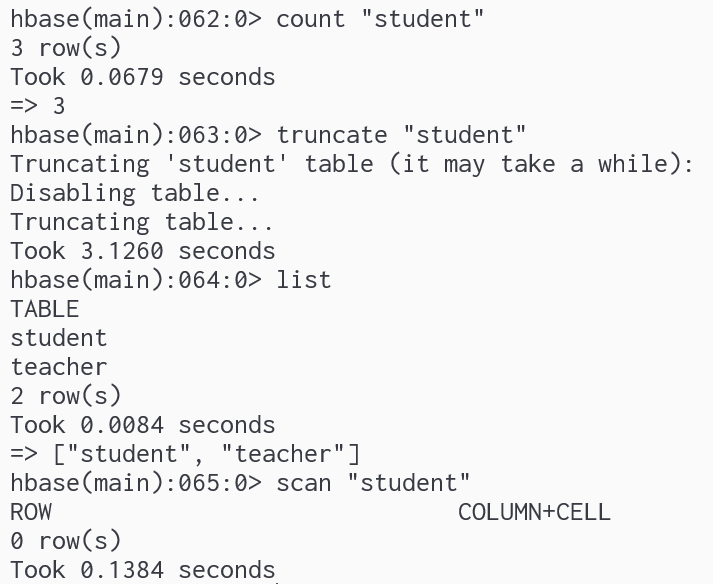 hbase(main):062:0> count "student"
3 row(s)
Took 0.0679 seconds
=> 3
hbase(main):063:0> truncate "student"
Truncating 'student' table (it may take a while):
Disabling table...
Truncating table...
Took 3.1260 seconds
hbase(main):064:0> list
TABLE
student
teacher
2 row(s)
Took 0.0084 seconds
=> ["student", "teacher"]
hbase(main):065:0> scan "student"
ROW COLUMN+CELL
0 row(s)
Took 0.1384 seconds